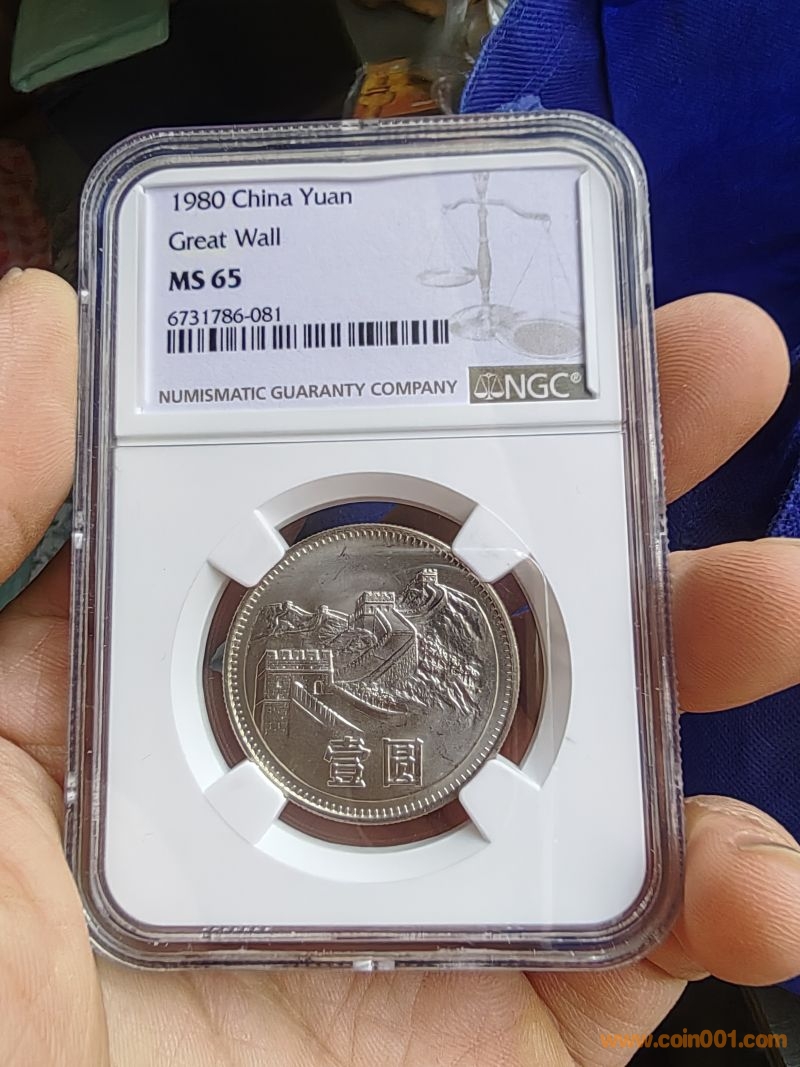 1980 China Yuan
Great Wall
MS 65
6731786-081
NUMISMATIC GUARANTY COMPANY
NGC®
壹圆
www.coin001.com